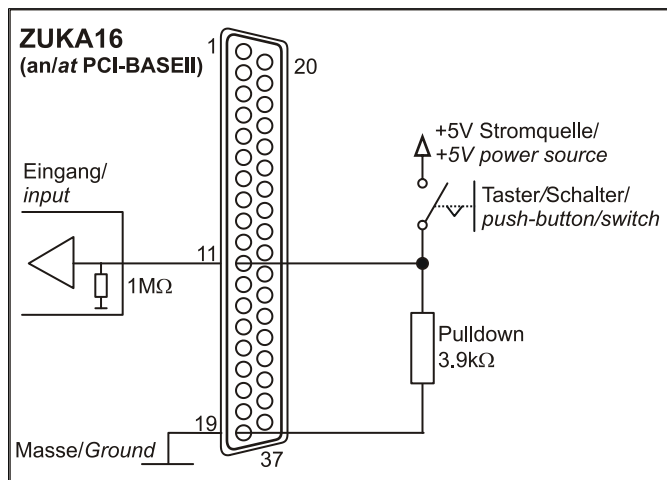 ZUKA16
(an/at PCI-BASEII)
1
20
+5V Stromquelle/
+5V power source
Eingang/
input
Taster/Schalter/
push-button/switch
11
1MΩ
Pulldown
3.9kΩ
19
Masse/Ground
37